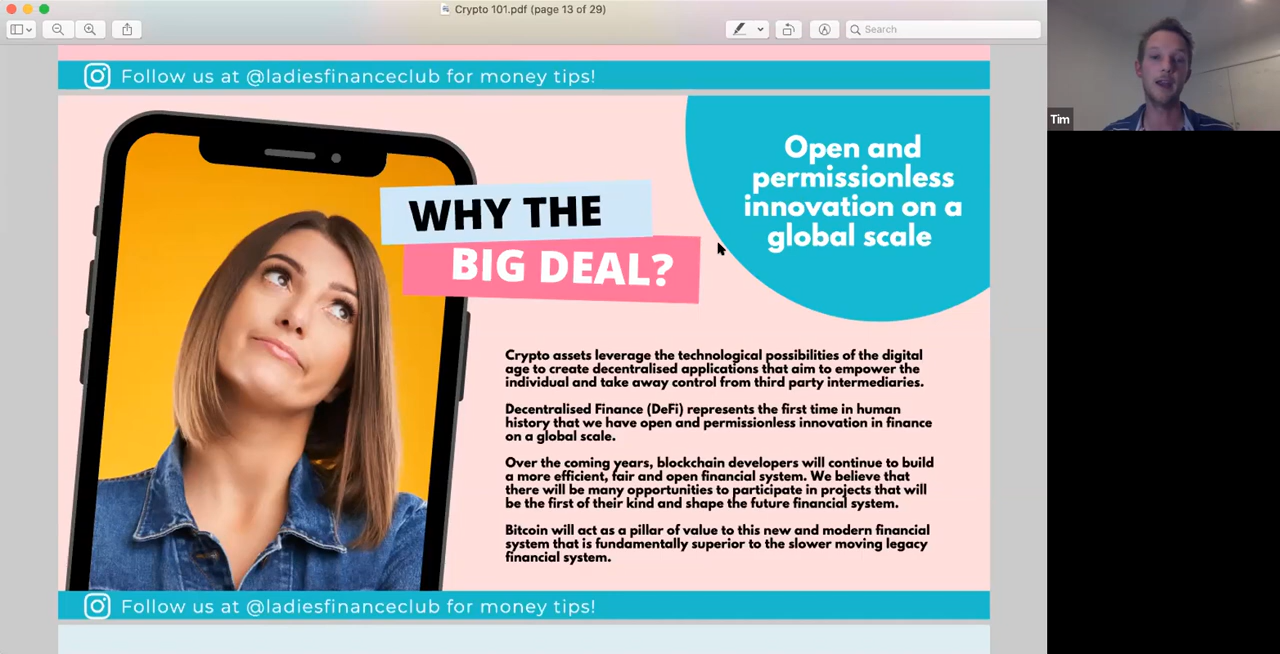 Crypto 101.pdf (page 13 of 29)
Search
Follow us at @ladiesfinanceclub for money tips!
WHY THE
BIG DEAL?
Open and
permissionless
innovation on a
global scale
Crypto assets leverage the technological possibilities of the digital
age to create decentralised applications that aim to empower the
individual and take away control from third party intermediaries.
Decentralised Finance (DeFi) represents the first time in human
history that we have open and permissionless innovation in finance
on a global scale.
Over the coming years, blockchain developers will continue to build
a more efficient, fair and open financial system. We believe that
there will be many opportunities to participate in projects that will
be the first of their kind and shape the future financial system.
Bitcoin will act as a pillar of value to this new and modern financial
system that is fundamentally superior to the slower moving legacy
financial system.
Follow us at @ladiesfinanceclub for money tips!
Tim